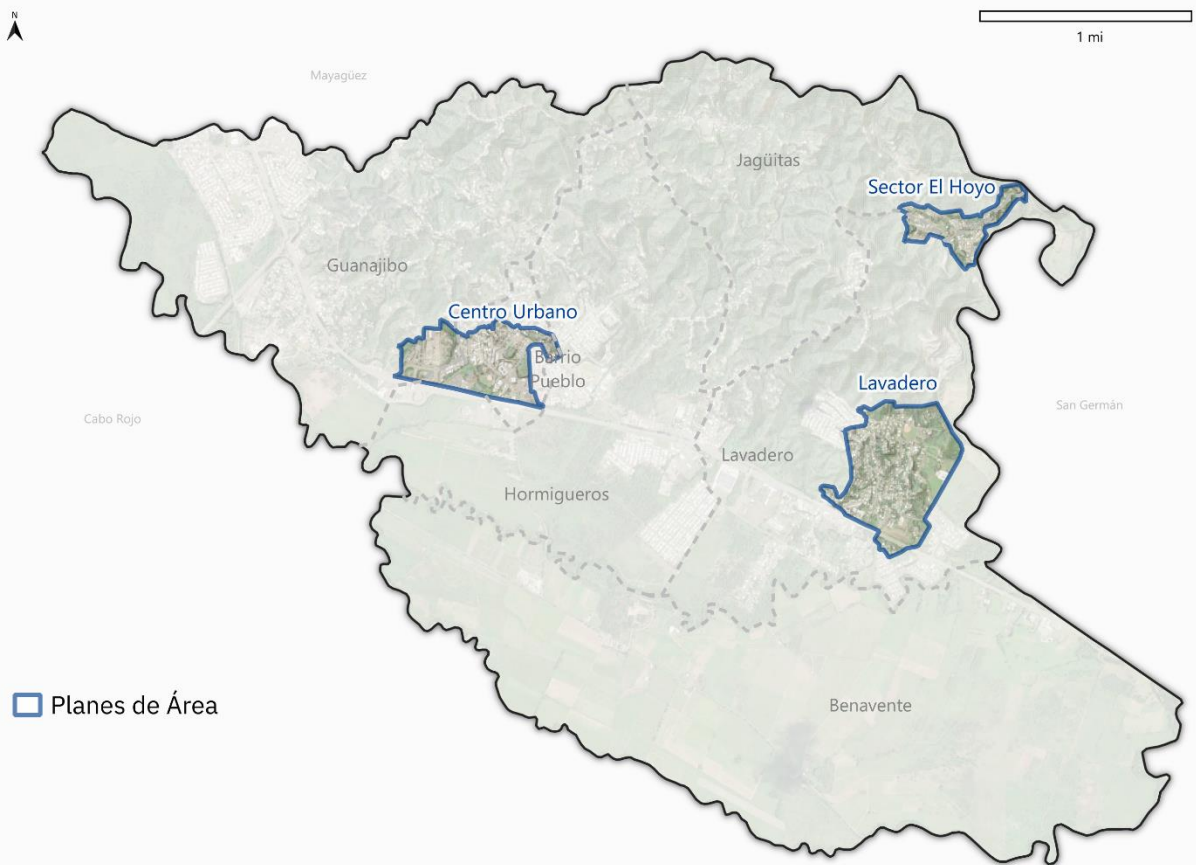 N
1 mi
Mayagüez
Jagüitas
Sector El Hoyo
Guanajibo
Centro Urbano
Barrio
Pueblo
Lavadero
Cabo Rojo
San Germán
Lavadero
Hormigueros
Planes de Área
Benavente